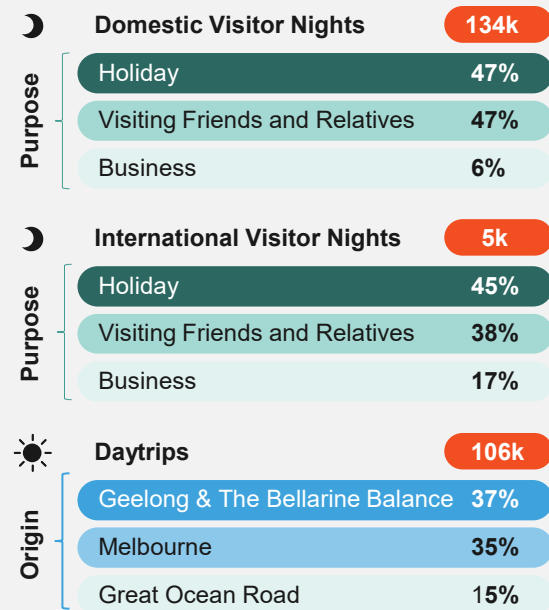 Domestic Visitor Nights 134k
Purpose
Holiday 47%
Visiting Friends and Relatives 47%
Business 6%
International Visitor Nights 5k
Purpose
Holiday 45%
Visiting Friends and Relatives 38%
Business 17%
Daytrips 106k
Origin
Geelong & The Bellarine Balance 37%
Melbourne 35%
Great Ocean Road 15%